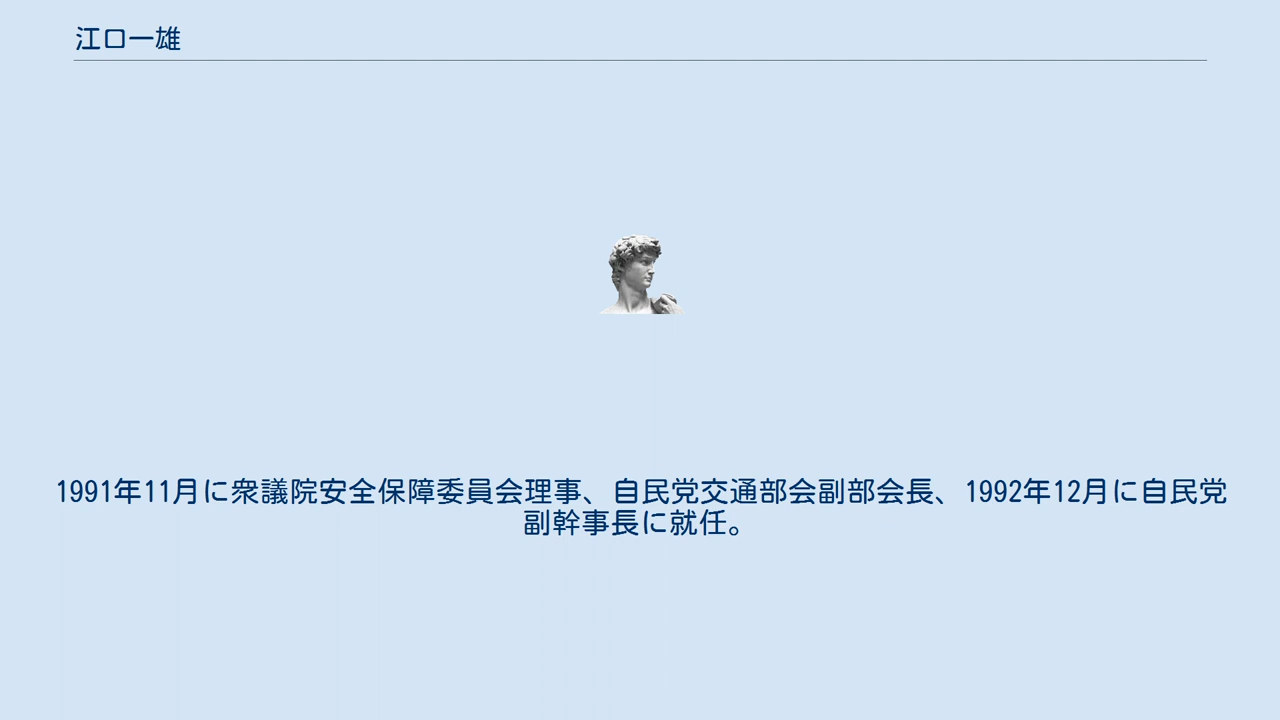 江口一雄
1991年11月に衆議院安全保障委員会理事、自民党交通部会副部会長、1992年12月に自民党
副幹事長に就任。